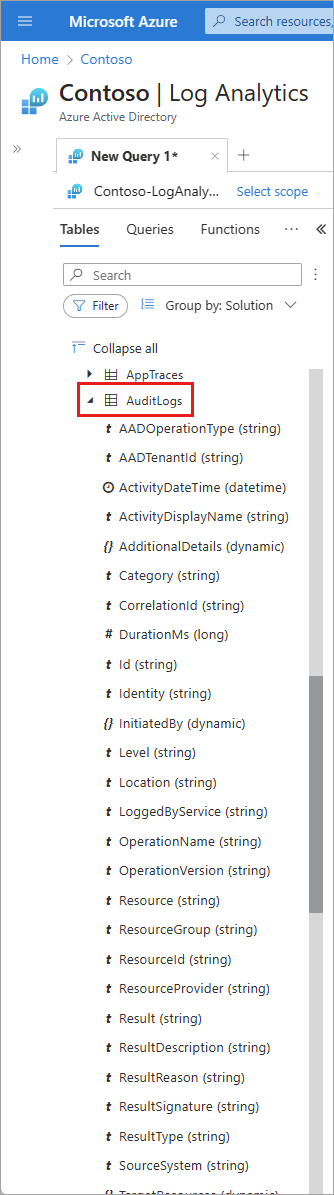 Microsoft Azure
Search resources,
Home > Contoso
Contoso | Log Analytics
Azure Active Directory
New Query 1*
Contoso-LogAnaly...
Select scope
Tables
Queries
Functions
Search
Filter
Group by: Solution
Collapse all
AppTraces
AuditLogs
t AADOperationType (string)
t AADTenantId (string)
ActivityDateTime (datetime)
t ActivityDisplayName (string)
{} AdditionalDetails (dynamic)
t Category (string)
t CorrelationId (string)
# DurationMs (long)
t Id (string)
t Identity (string)
{} InitiatedBy (dynamic)
t Level (string)
t Location (string)
t LoggedByService (string)
t OperationName (string)
t OperationVersion (string)
t Resource (string)
t ResourceGroup (string)
t ResourceId (string)
t ResourceProvider (string)
t Result (string)
t ResultDescription (string)
t ResultReason (string)
t ResultSignature (string)
t ResultType (string)
t SourceSystem (string)
{} TargetResources (dynamic)